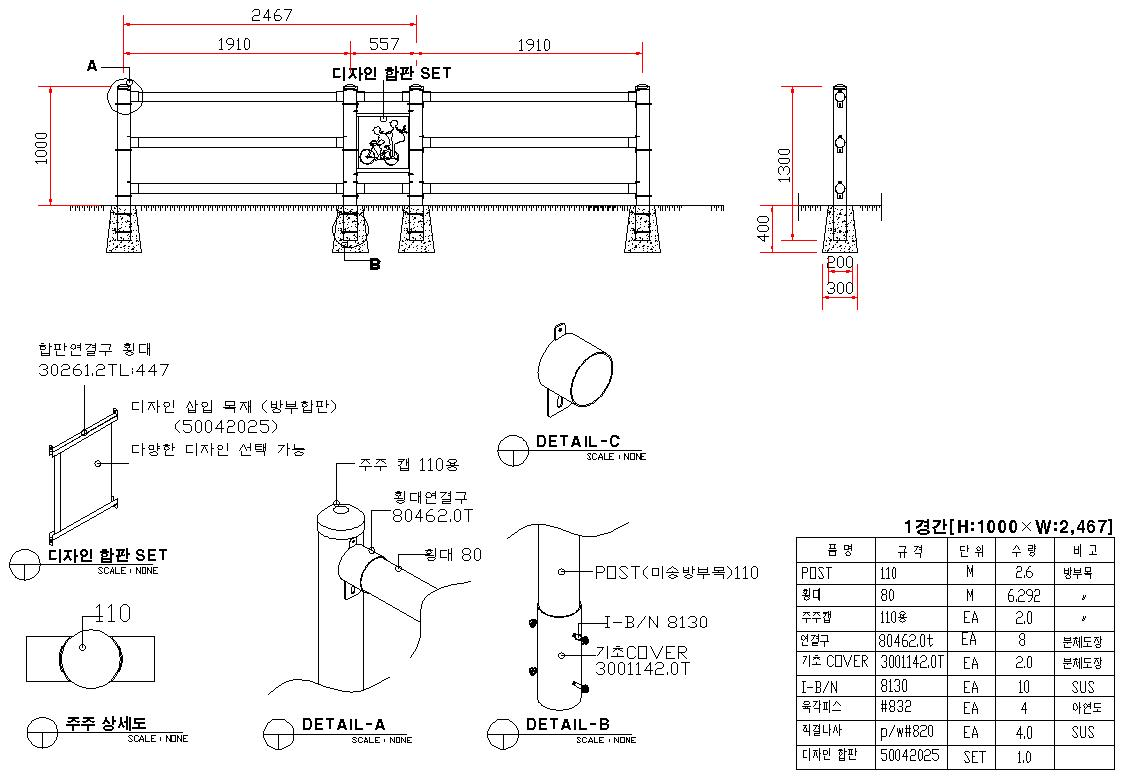 2467
1910
557
1910
A
디자인 합판 SET
1000
1300
400
B
200
300
합판연결구 횡대
30261.2TL:447
디자인 삽입 목재 (방부합판)
(50042025)
다양한 디자인 선택 가능
디자인 합판 SET
SCALE : NONE
DETAIL-C
SCALE : NONE
주주 캡 110용
횡대연결구
80462.0T
횡대 80
DETAIL-A
SCALE : NONE
110
주주 상세도
SCALE : NONE
POST(미송방부목)110
I-B/N 8130
기초COVER
3001142.0T
DETAIL-B
SCALE : NONE
1경간[H:1000×W:2,467]
품 명 규 격 단 위 수 량 비 고
POST 110 M 2.6 방부목
횡대 80 M 6.292 〃
주주캡 110용 EA 2.0 〃
연결구 80462.0t EA 8 분체도장
기초 COVER 3001142.0T EA 2.0 분체도장
I-B/N 8130 EA 10 SUS
육각피스 #832 EA 4 아연도
직결나사 p/w#820 EA 4.0 SUS
디자인 합판 50042025 SET 1.0